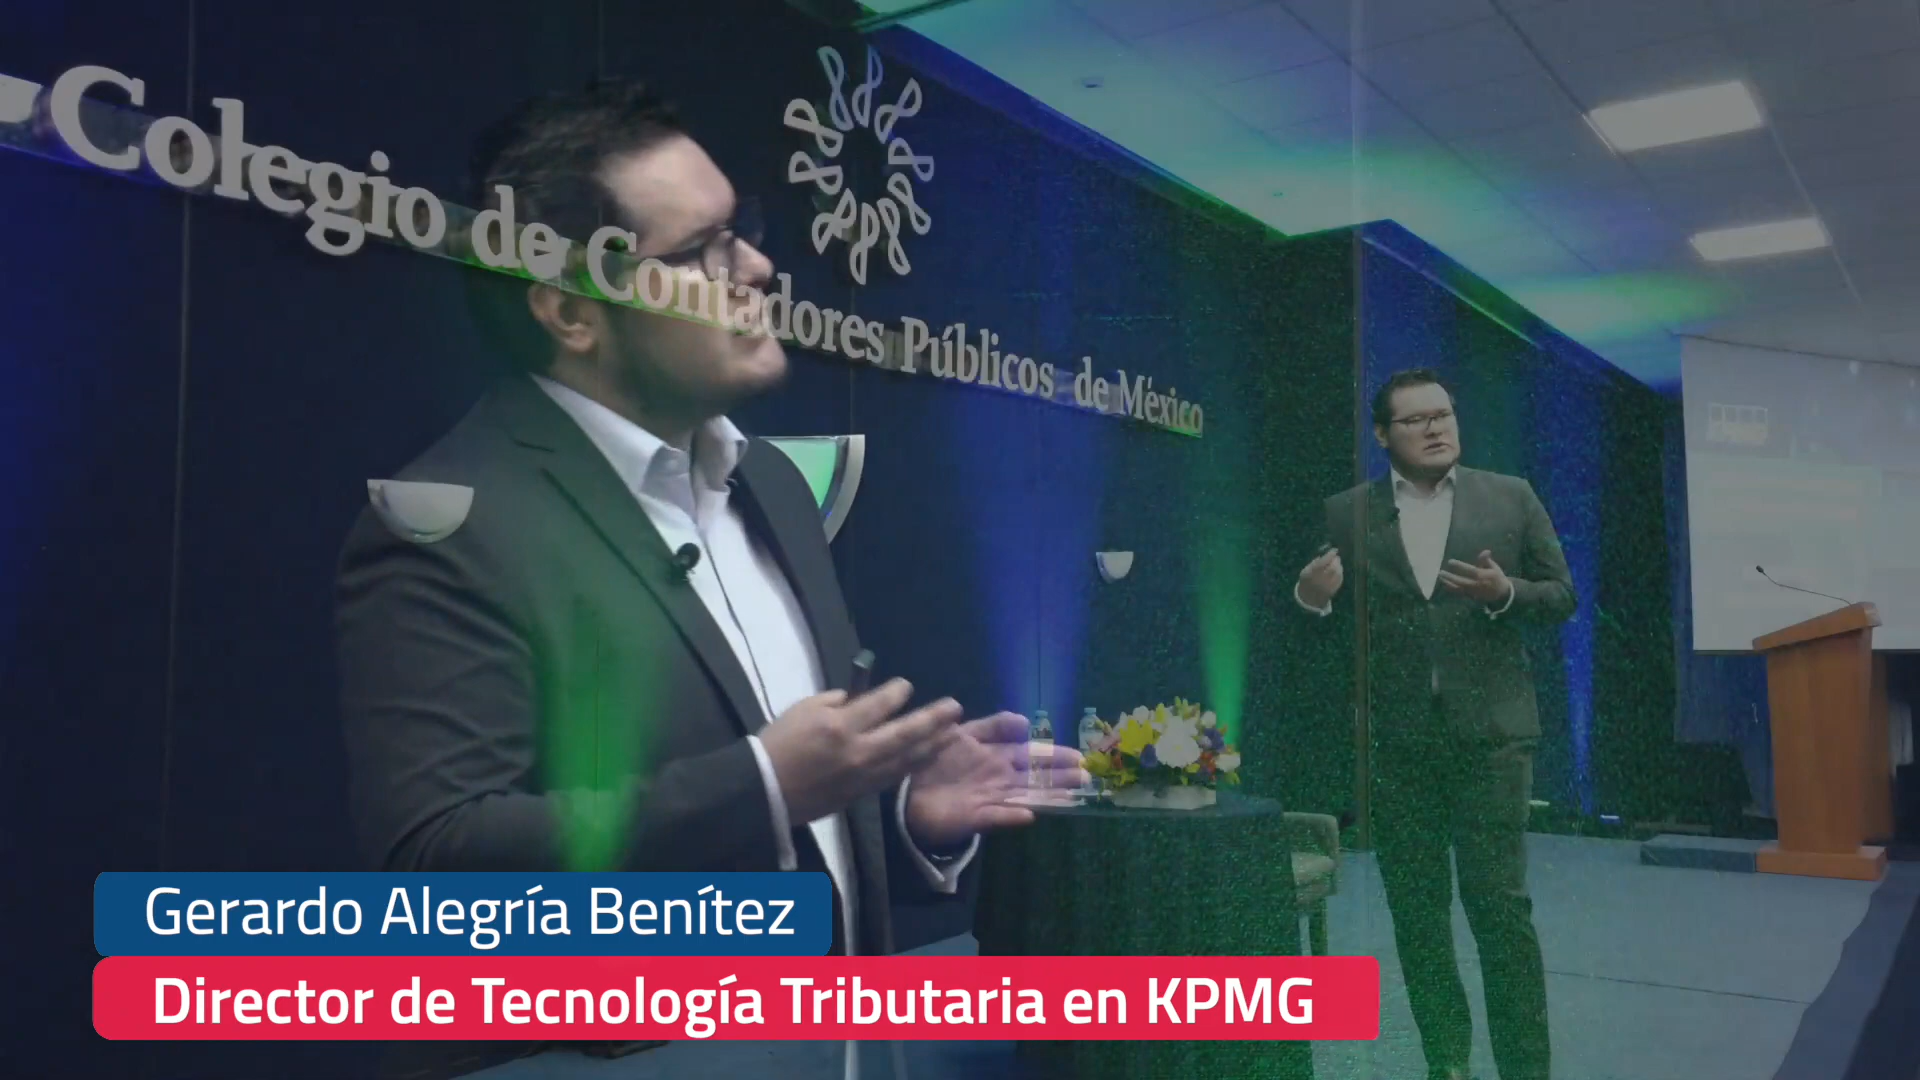 Colegio de Contadores Públicos de México
Gerardo Alegría Benítez
Director de Tecnología Tributaria en KPMG